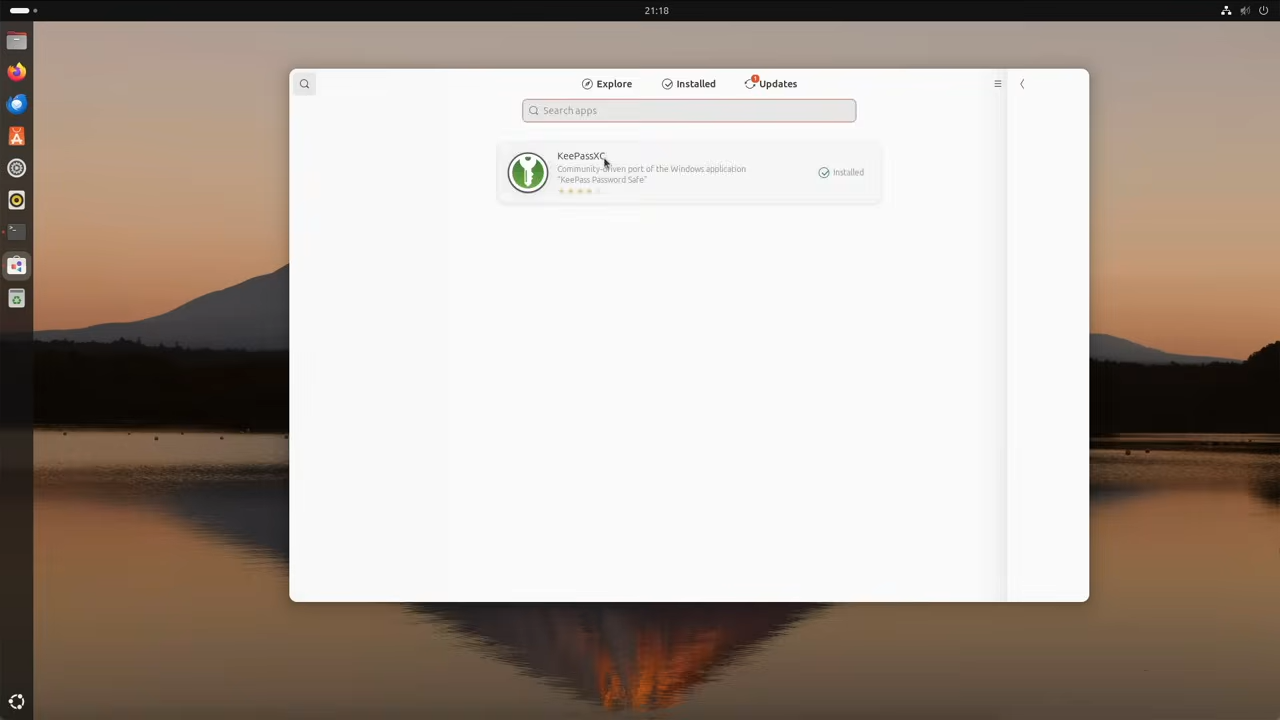 21:18
Explore
Installed
Updates
1
Search apps
KeePassXC
Community-driven port of the Windows application
"KeePass Password Safe"
Installed